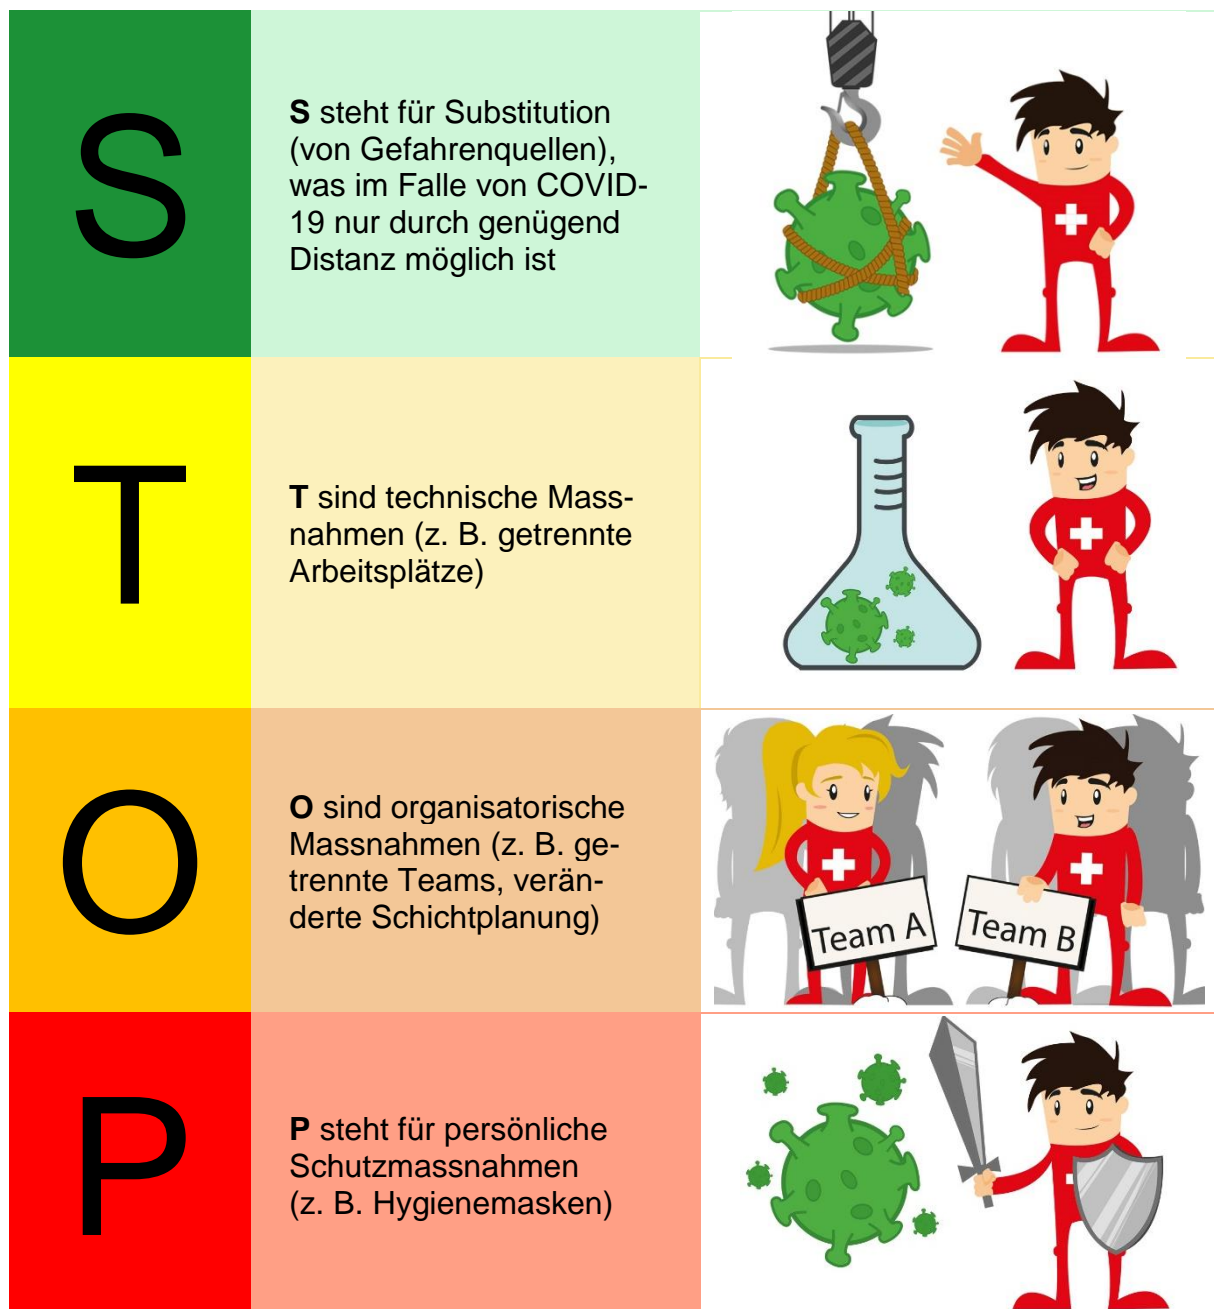 S
S steht für Substitution
(von Gefahrenquellen),
was im Falle von COVID-
19 nur durch genügend
Distanz möglich ist
T
T sind technische Mass-
nahmen (z. B. getrennte
Arbeitsplätze)
O
O sind organisatorische
Massnahmen (z. B. ge-
trennte Teams, verän-
derte Schichtplanung)
Team A
Team B
P
P steht für persönliche
Schutzmassnahmen
(z. B. Hygienemasken)